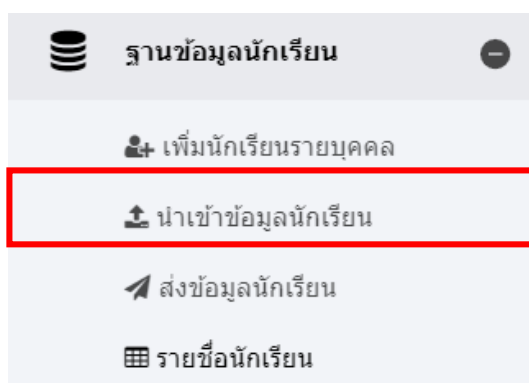 ฐานข้อมูลนักเรียน
เพิ่มนักเรียนรายบุคคล
นำเข้าข้อมูลนักเรียน
ส่งข้อมูลนักเรียน
รายชื่อนักเรียน